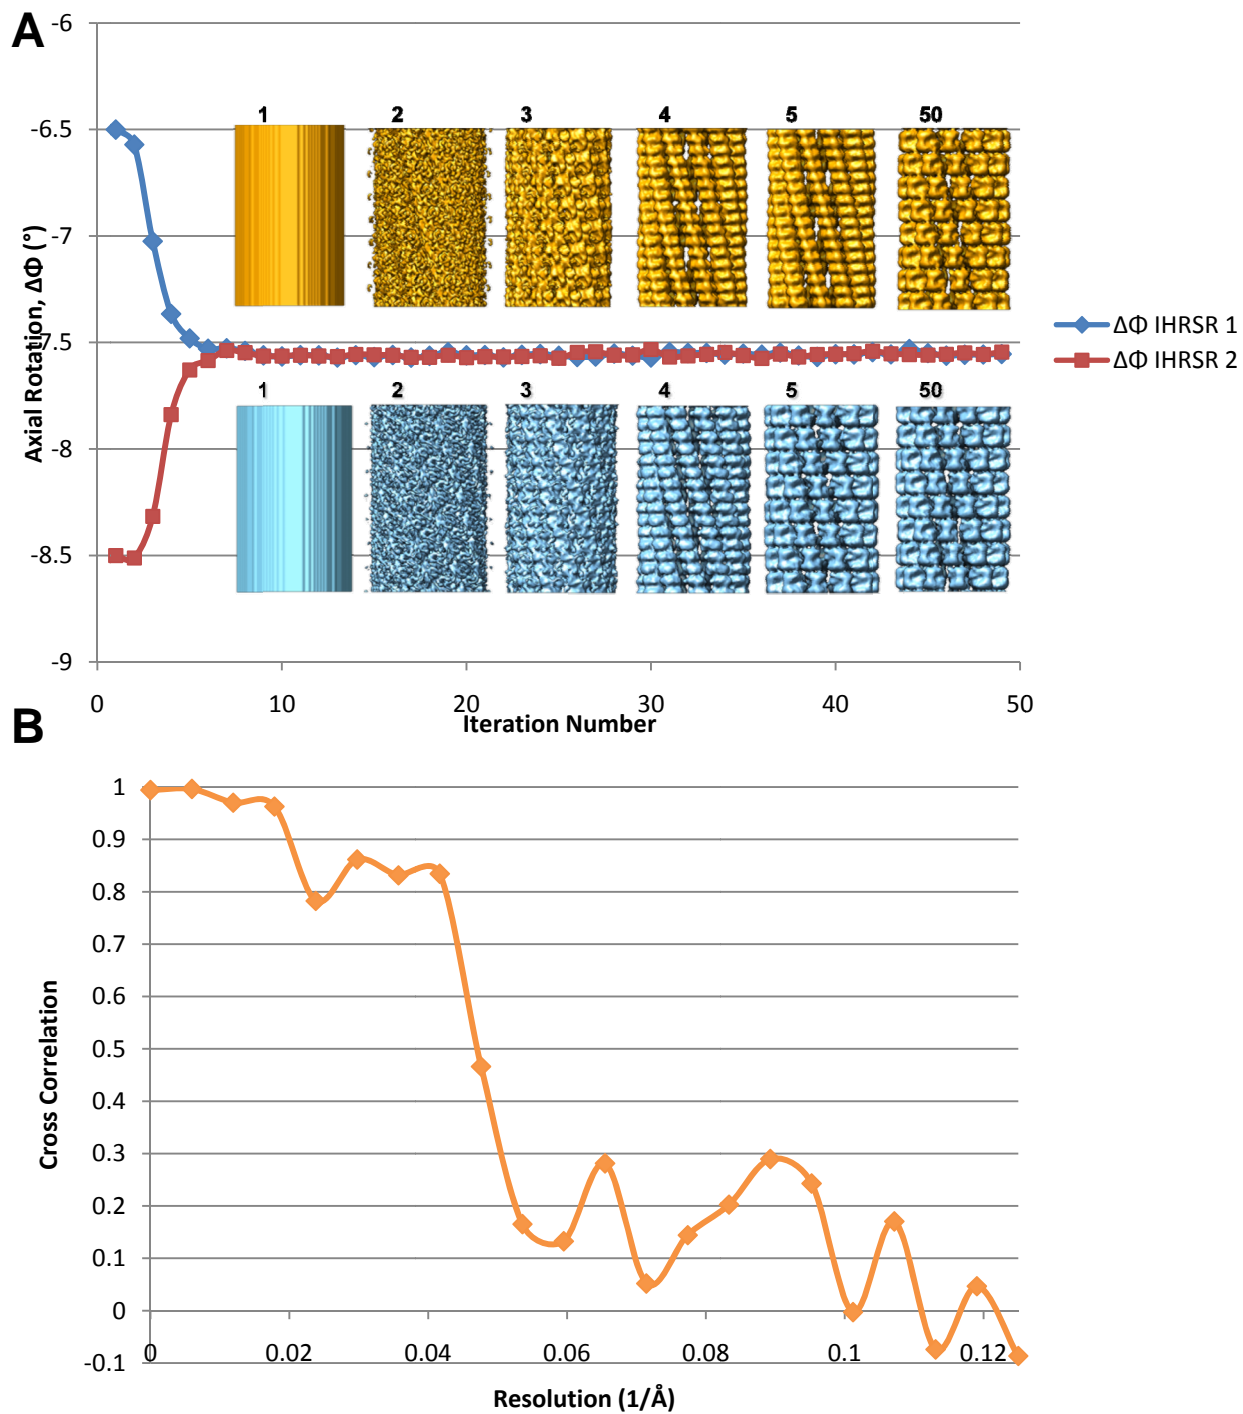 A
-6
-6.5
-7
-7.5
-8
-8.5
-9
Axial Rotation, ΔΦ (°)
1 2 3 4 5 50
1 2 3 4 5 50
ΔΦ IHRSR 1
ΔΦ IHRSR 2
0 10 20 30 40 50
Iteration Number
B
1
0.9
0.8
0.7
0.6
0.5
0.4
0.3
0.2
0.1
0
-0.1
Cross Correlation
0 0.02 0.04 0.06 0.08 0.1 0.12
Resolution (1/Å)